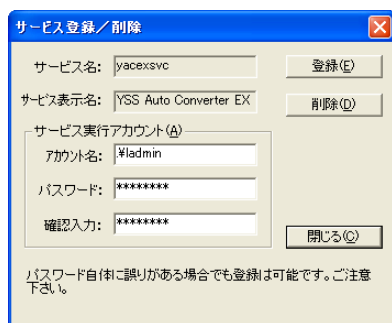 サービス登録／削除
サービス名: yacexsvc 登録(E)
サービス表示名: YSS Auto Converter EX 削除(D)
サービス実行アカウント(A)
アカウント名: .¥ladmin
パスワード: ********
確認入力: ********
閉じる(C)
パスワード自体に誤りがある場合でも登録は可能です。ご注意
下さい。